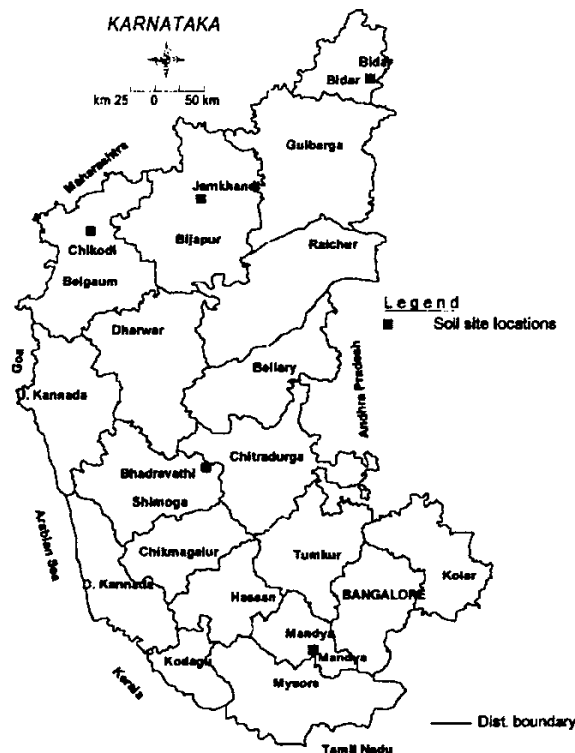 KARNATAKA
km 25 0 50 km
Bidar
Bidar
Gulbarga
Maharashtra
Jamkhandi
Chikodi
Bijapur
Raichur
Belgaum
Legend
Soil site locations
Dharwar
Goa
Bellary
Andhra Pradesh
U. Kannada
Chitradurga
Bhadravathi
Shimoga
Arabian Sea
Chikmagalur
Tumkur
D. Kannada
Hassan
BANGALORE
Kolar
Mandya
Mandya
Kodagu
Kerala
Mysore
Dist. boundary
Tamil Nadu